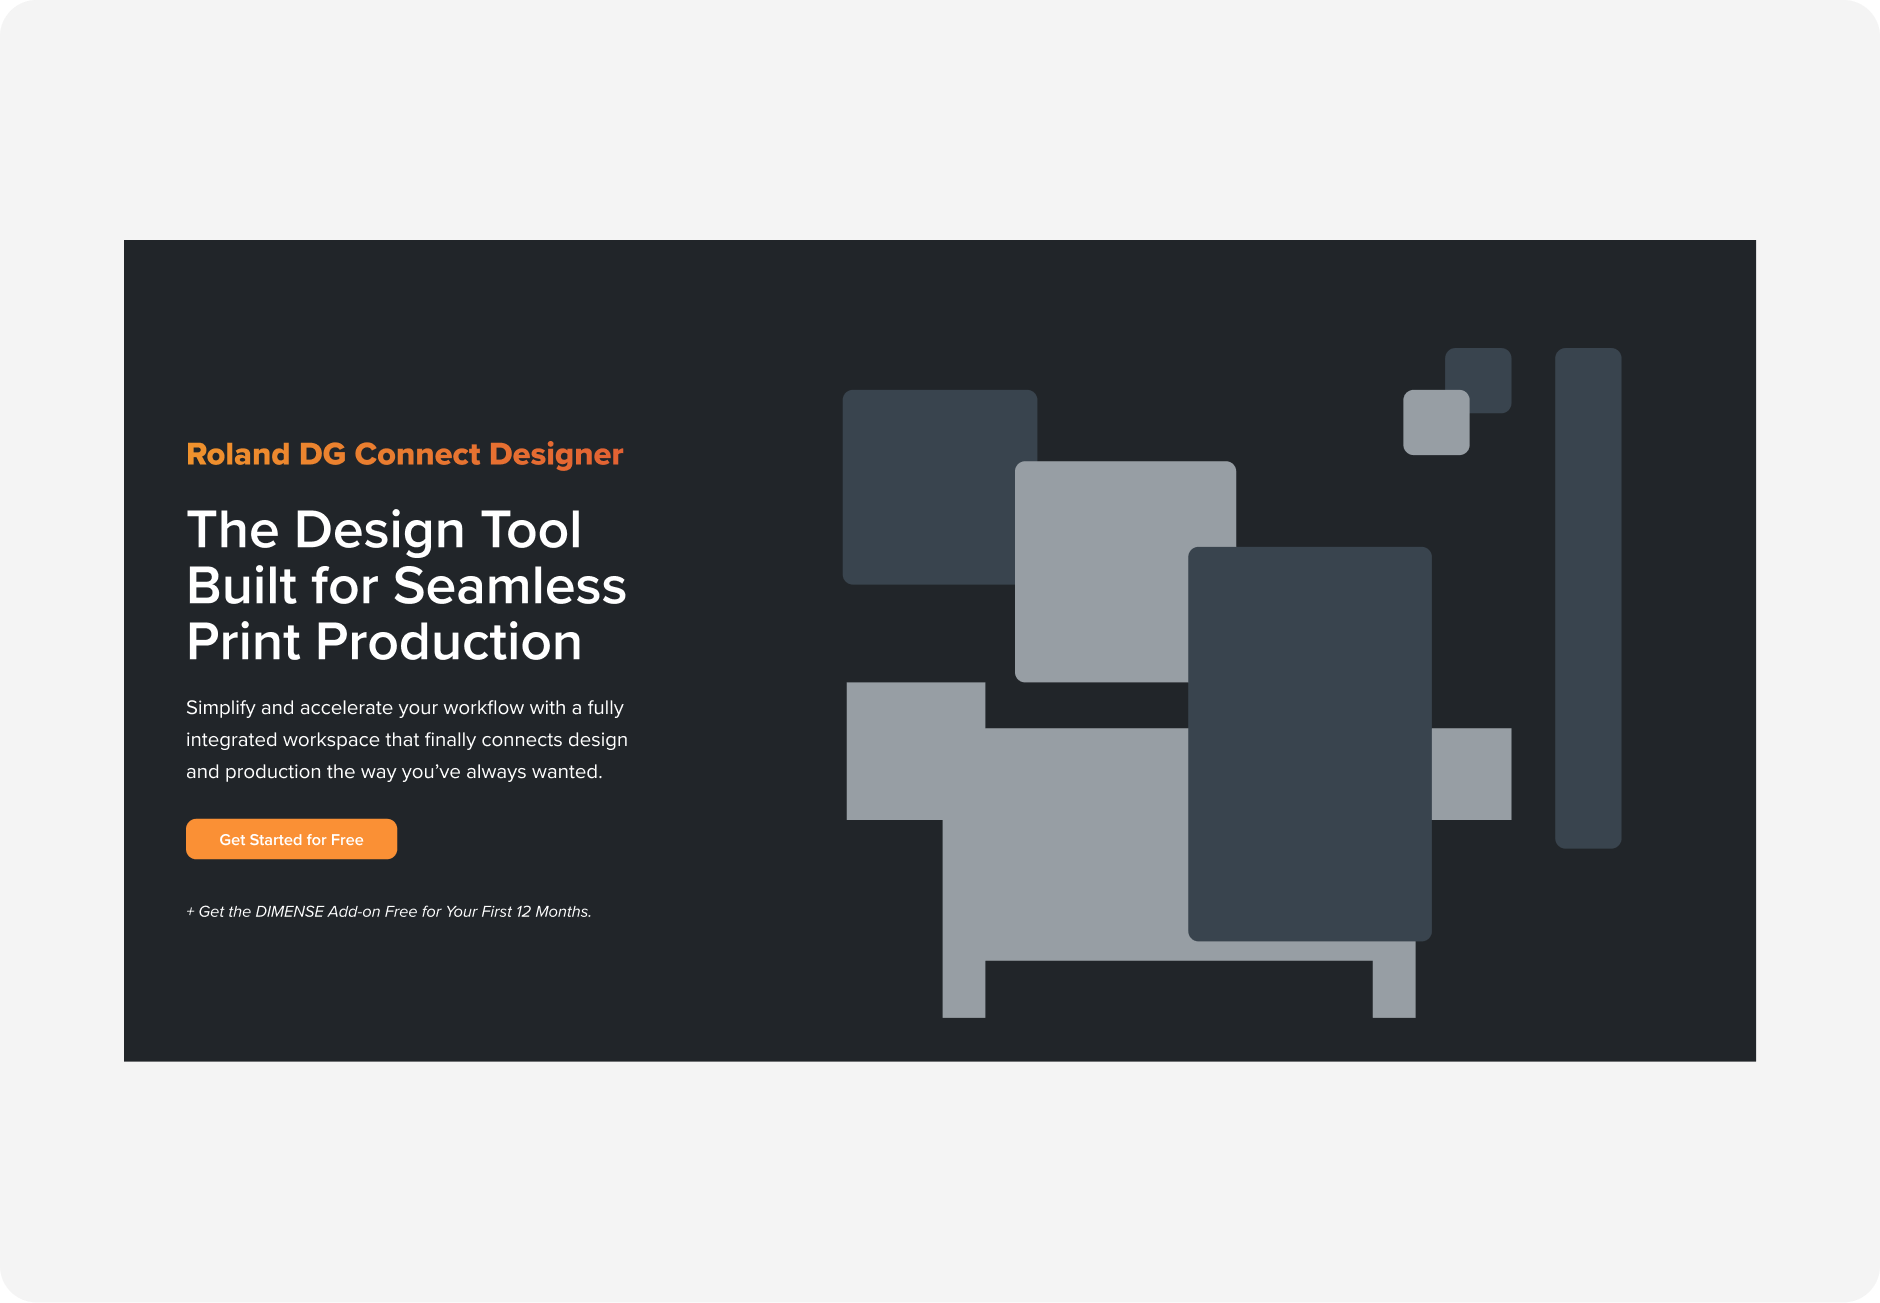 Roland DG Connect Designer
The Design Tool
Built for Seamless
Print Production
Simplify and accelerate your workflow with a fully
integrated workspace that finally connects design
and production the way you’ve always wanted.
Get Started for Free
+ Get the DIMENSE Add-on Free for Your First 12 Months.